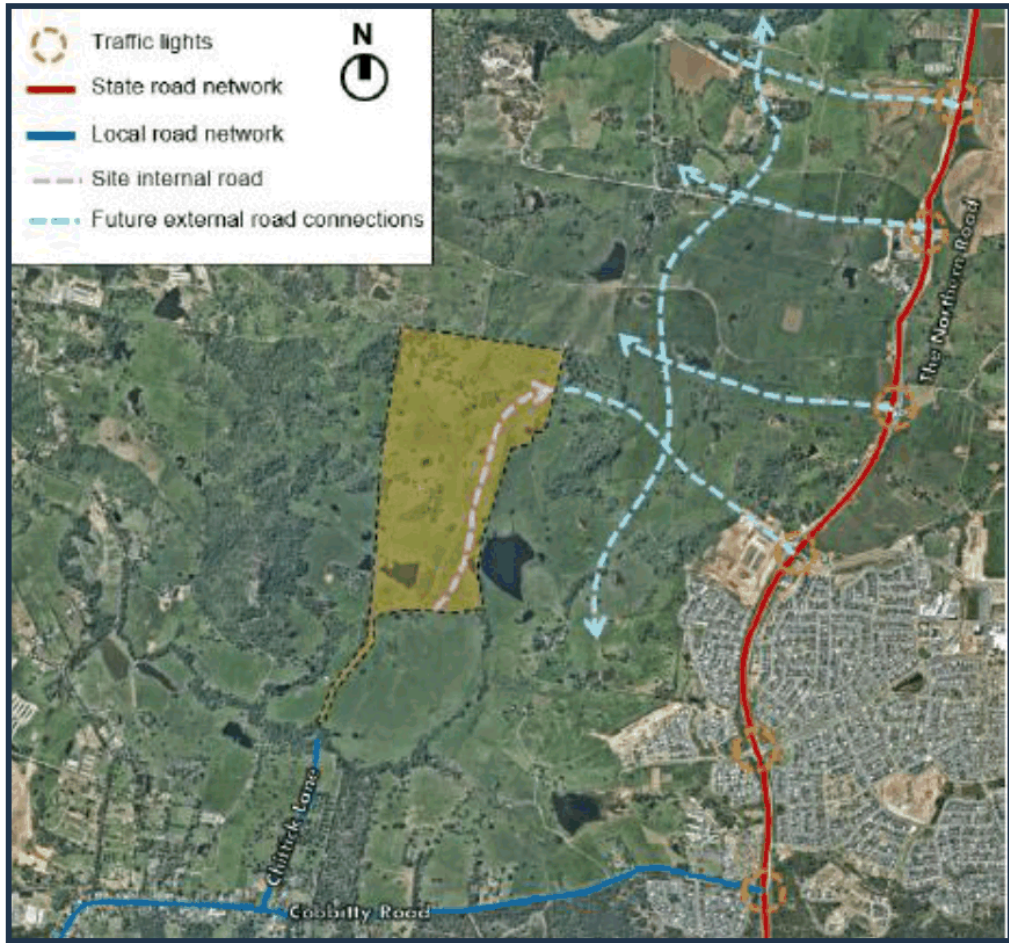 Traffic lights
State road network
Local road network
Site internal road
Future external road connections
N
The Northern Road
Chittick Lane
Cobbitty Road